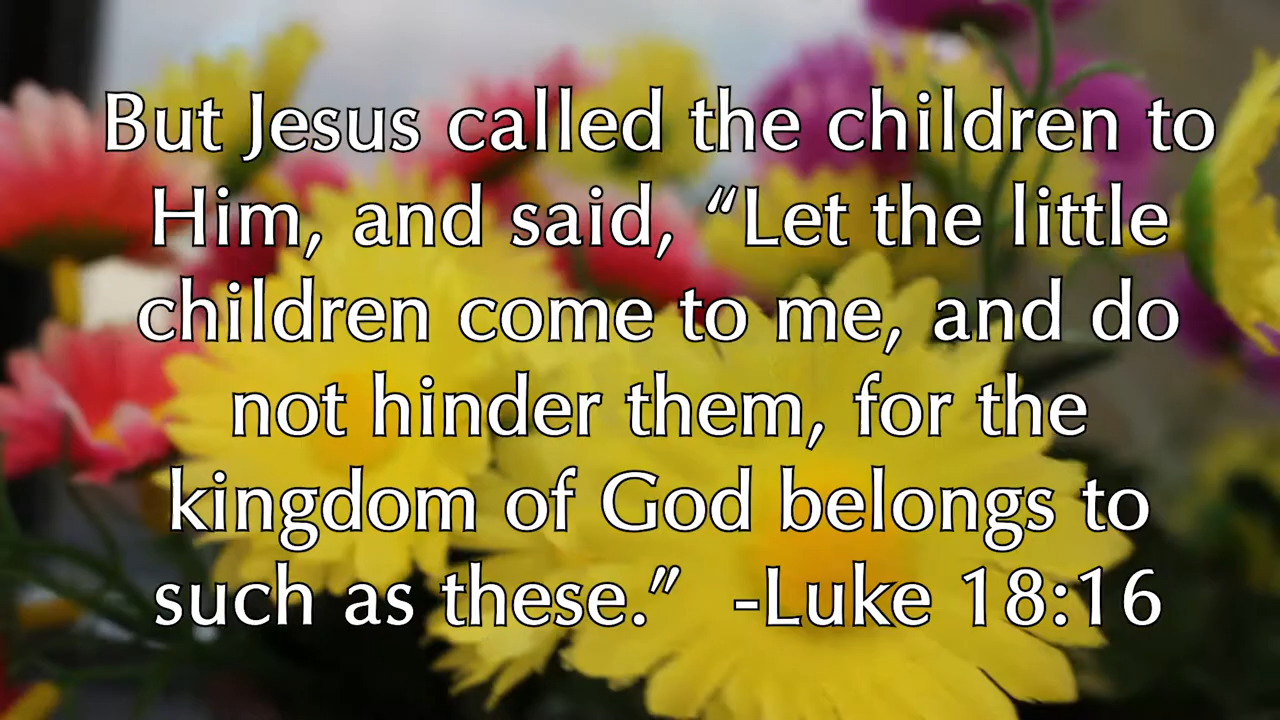 But Jesus called the children to
Him, and said, “Let the little
children come to me, and do
not hinder them, for the
kingdom of God belongs to
such as these.”  -Luke 18:16